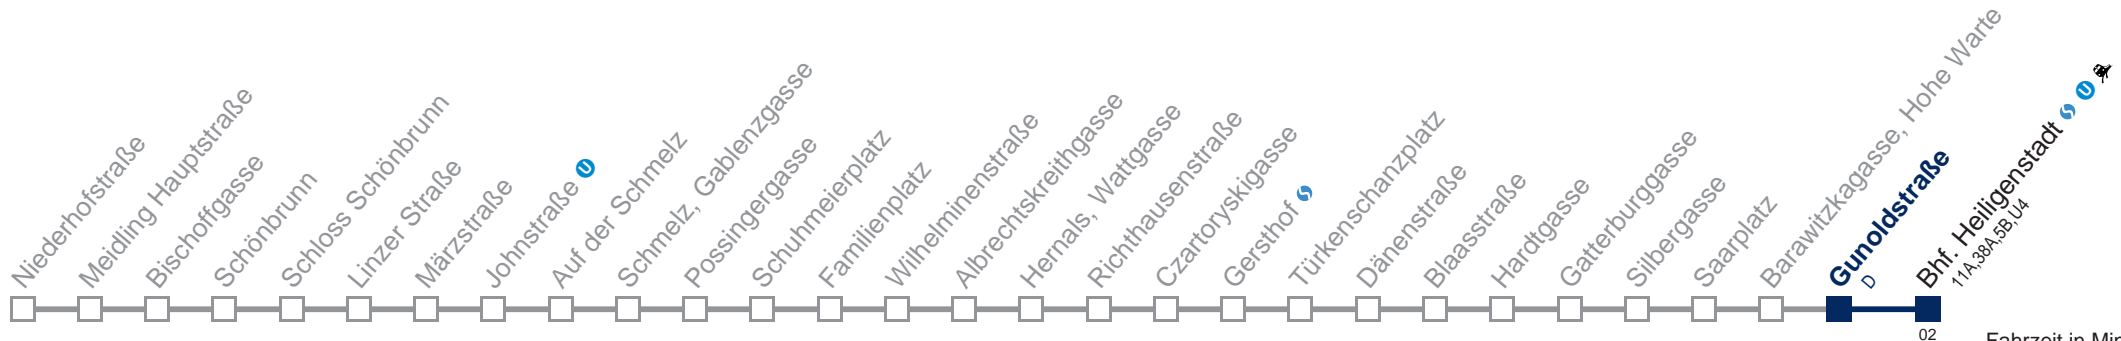 Niederhofstraße
Meidling Hauptstraße
Bischoffgasse
Schönbrunn
Schloss Schönbrunn
Linzer Straße
Märzstraße
Johnstraße U
Auf der Schmelz
Schmelz, Gablenzgasse
Possingergasse
Schuhmeierplatz
Familienplatz
Wilhelminenstraße
Albrechtskreithgasse
Hernals, Wattgasse
Richthausenstraße
Czartoryskigasse
Gersthof S
Türkenschanzplatz
Dänenstraße
Blaasstraße
Hardtgasse
Gatterburggasse
Silbergasse
Saarplatz
Barawitzkagasse, Hohe Warte
Gunoldstraße
D
Bhf. Heiligenstadt S U
11A,38A,5B,U4
02
Fahrzeit in